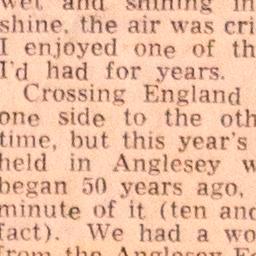 wet and shining in
shine, the air was cri
I enjoyed one of th
I'd had for years.
Crossing England
one side to the oth
time, but this year's
held in Anglesey w
began 50 years ago,
minute of it (ten and
fact). We had a wo
from the Anglesey Fe